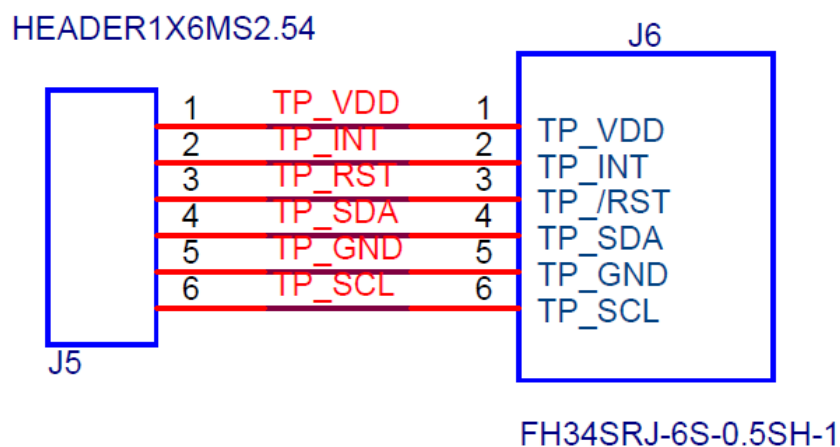 HEADER1X6MS2.54
J6
1 TP_VDD 1 TP_VDD
2 TP_INT 2 TP_INT
3 TP_RST 3 TP_/RST
4 TP_SDA 4 TP_SDA
5 TP_GND 5 TP_GND
6 TP_SCL 6 TP_SCL
J5
FH34SRJ-6S-0.5SH-1